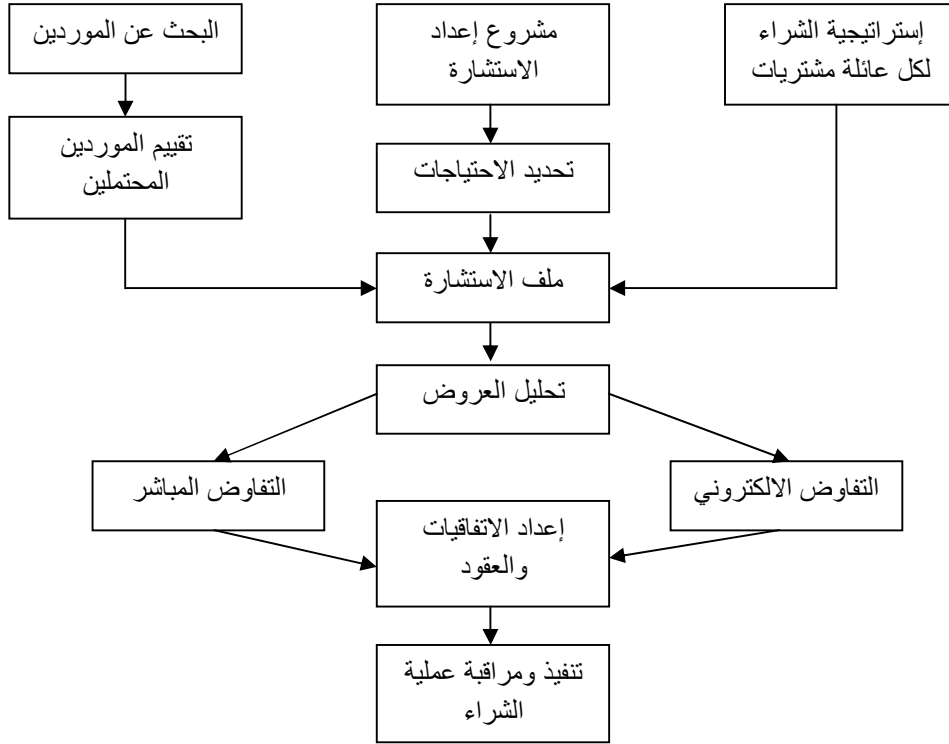 إستراتيجية الشراء
لكل عائلة مشتريات
مشروع إعداد
الاستشارة
البحث عن الموردين
تقييم الموردين
المحتملين
تحديد الاحتياجات
ملف الاستشارة
تحليل العروض
التفاوض الالكتروني
التفاوض المباشر
إعداد الاتفاقيات
والعقود
تنفيذ ومراقبة عملية
الشراء